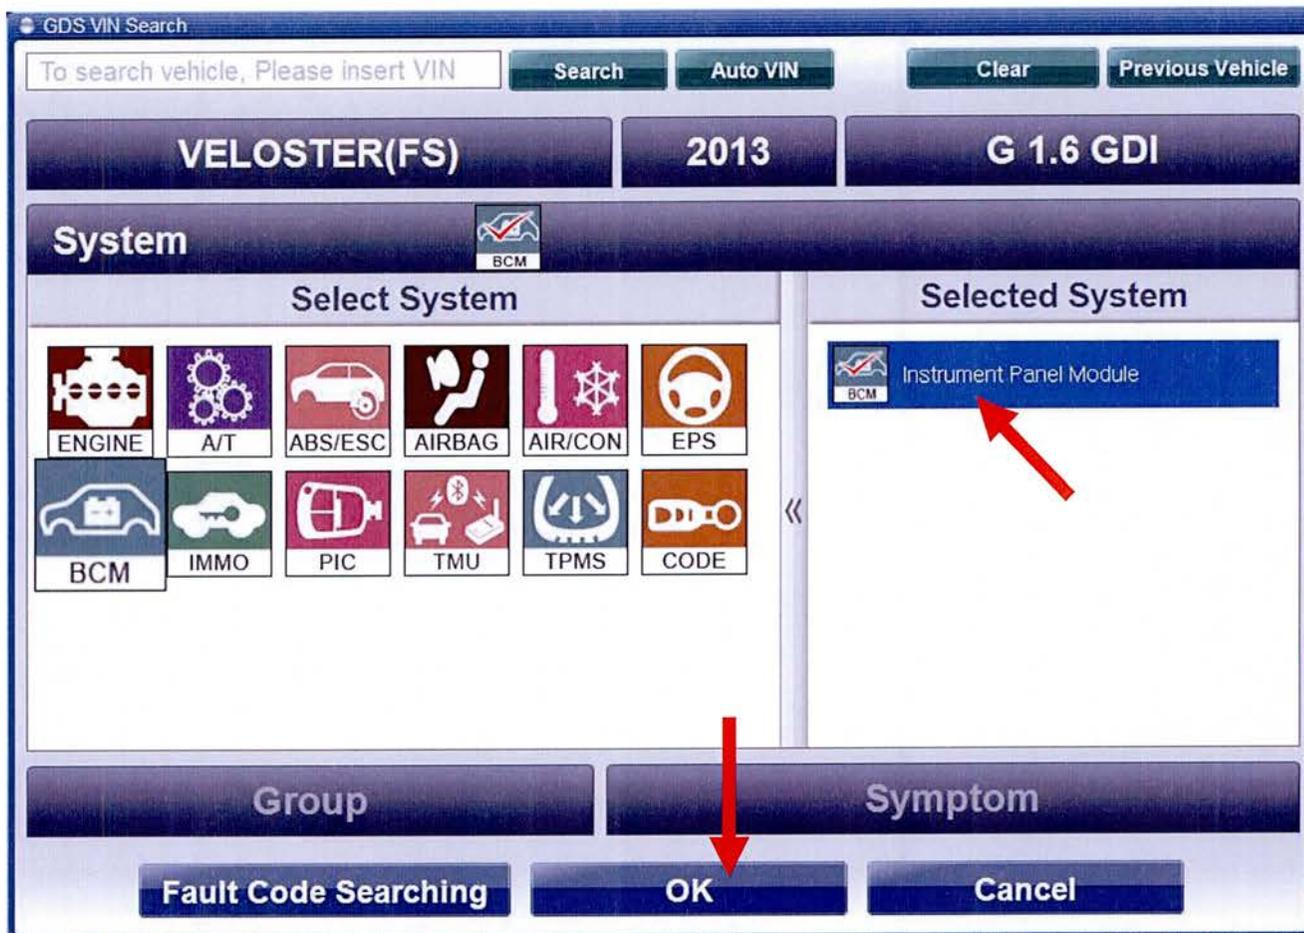 GDS VIN Search
To search vehicle, Please insert VIN Search Auto VIN Clear Previous Vehicle
VELOSTER(FS) 2013 G 1.6 GDI
System BCM
Select System Selected System
BCM Instrument Panel Module
ENGINE A/T ABS/ESC AIRBAG AIR/CON EPS
BCM IMMO PIC TMU TPMS CODE
Group Symptom
Fault Code Searching OK Cancel